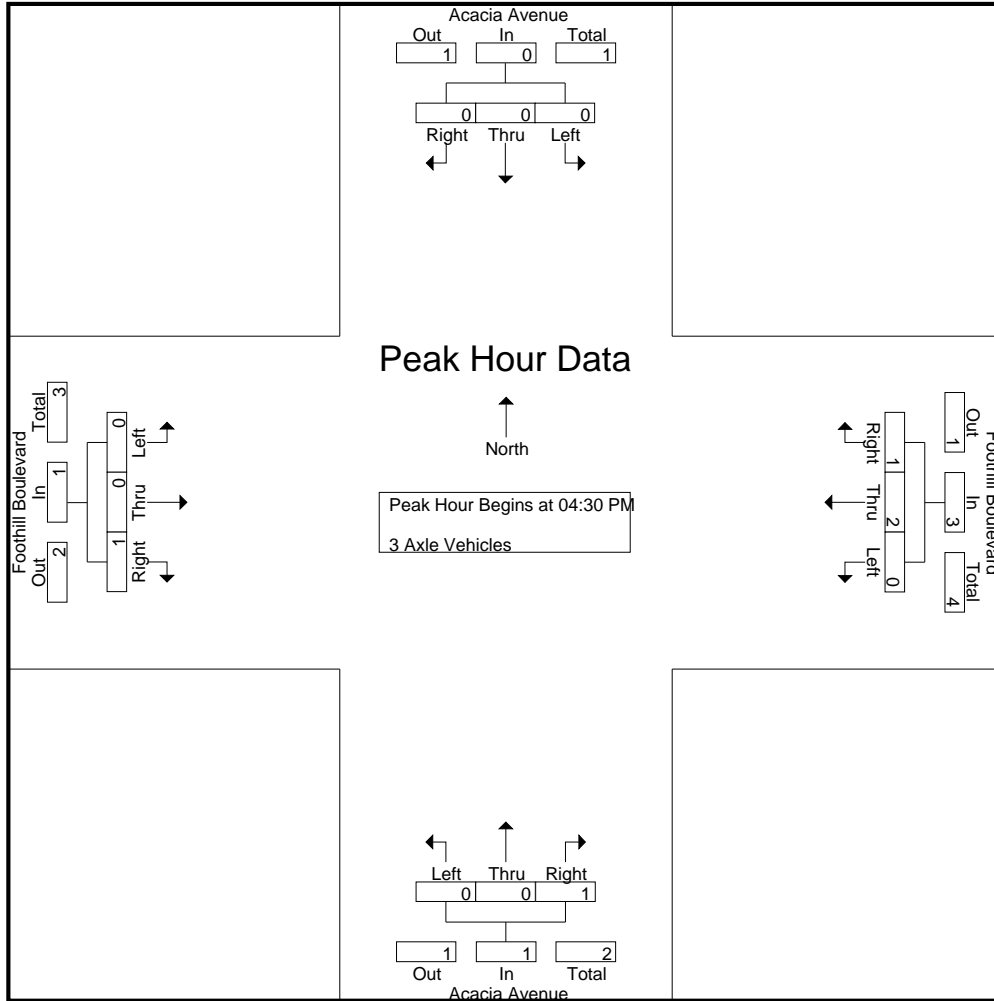 Acacia Avenue
Out In Total
1 0 1
0 0 0
Right Thru Left
Peak Hour Data
North
Peak Hour Begins at 04:30 PM
3 Axle Vehicles
Foothill Boulevard
Total In Out
3 1 2
0 0 1
Left Thru Right
Foothill Boulevard
Out In Total
1 3 4
1 2 0
Right Thru Left
Left Thru Right
0 0 1
1 1 2
Out In Total
Acacia Avenue